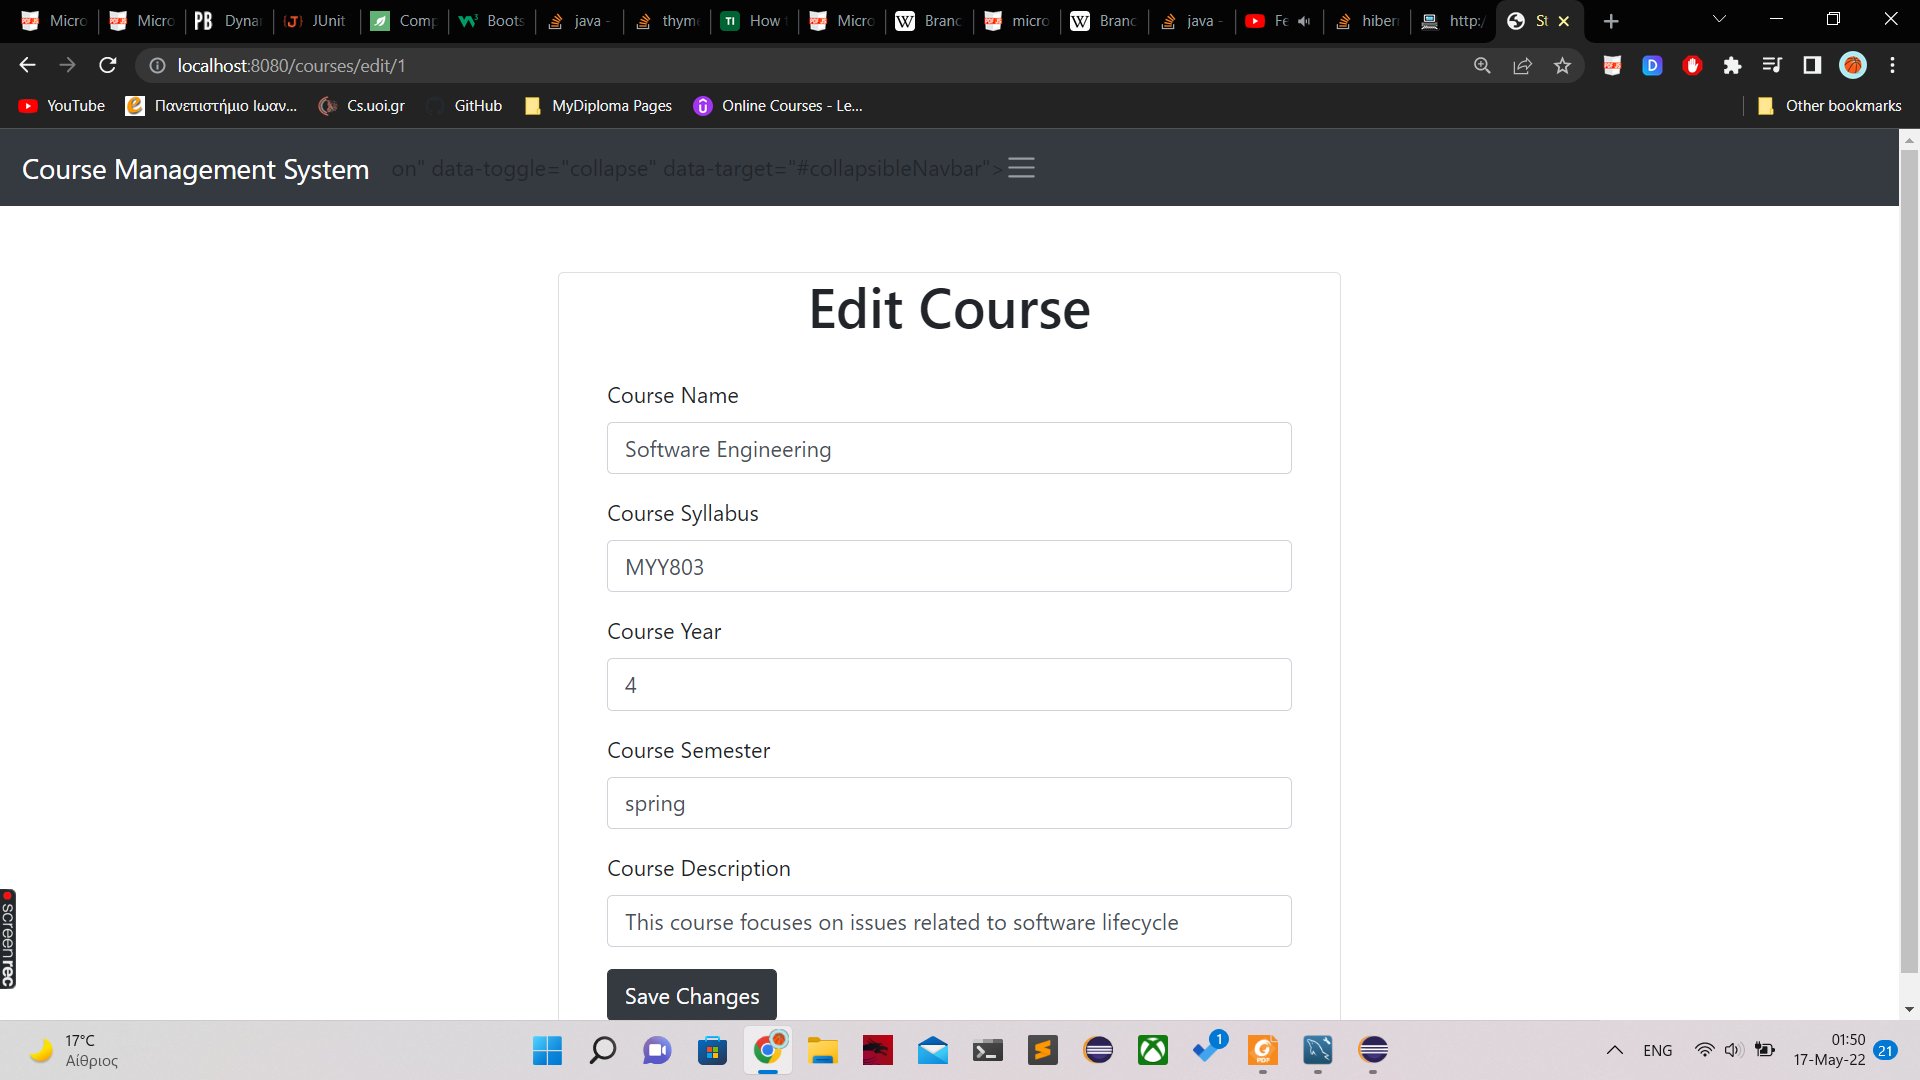 Micro Micro Dynar JUnit Comp Boots java - thyme How t Micro Branc micro Branc java - Fe hibern http:/ St
localhost:8080/courses/edit/1
YouTube Πανεπιστήμιο Ιωαν... Cs.uoi.gr GitHub MyDiploma Pages Online Courses - Le... Other bookmarks
Course Management System on" data-toggle="collapse" data-target="#collapsibleNavbar">
Edit Course
Course Name
Software Engineering
Course Syllabus
MYY803
Course Year
4
Course Semester
spring
Course Description
This course focuses on issues related to software lifecycle
Save Changes
screenrec
17°C
Αίθριος
1
ENG
01:50
17-May-22
21